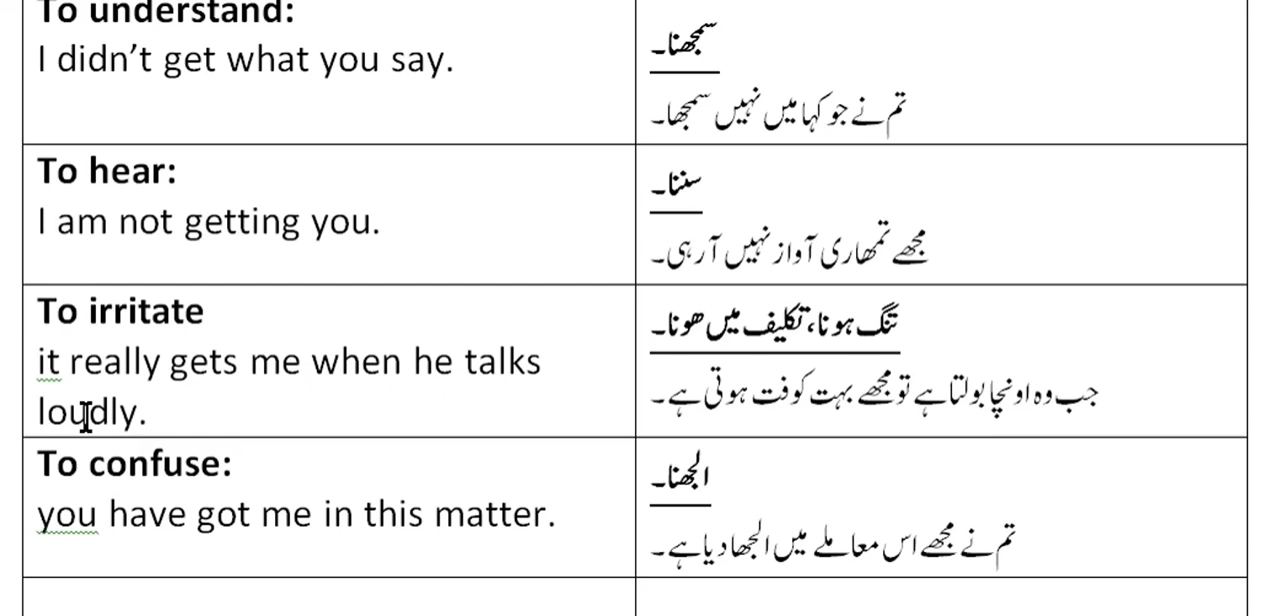 To understand:
I didn’t get what you say.
سمجھنا۔
تم نے جو کہا میں نہیں سمجھا۔
To hear:
I am not getting you.
سننا۔
مجھے تمھاری آواز نہیں آرہی۔
To irritate
it really gets me when he talks
loudly.
تنگ ہونا، تکلیف میں ھونا۔
جب وہ اونچا بولتا ہے تو مجھے بہت کوفت ہوتی ہے۔
To confuse:
you have got me in this matter.
الجھنا۔
تم نے مجھے اس معاملے میں الجھا دیا ہے۔